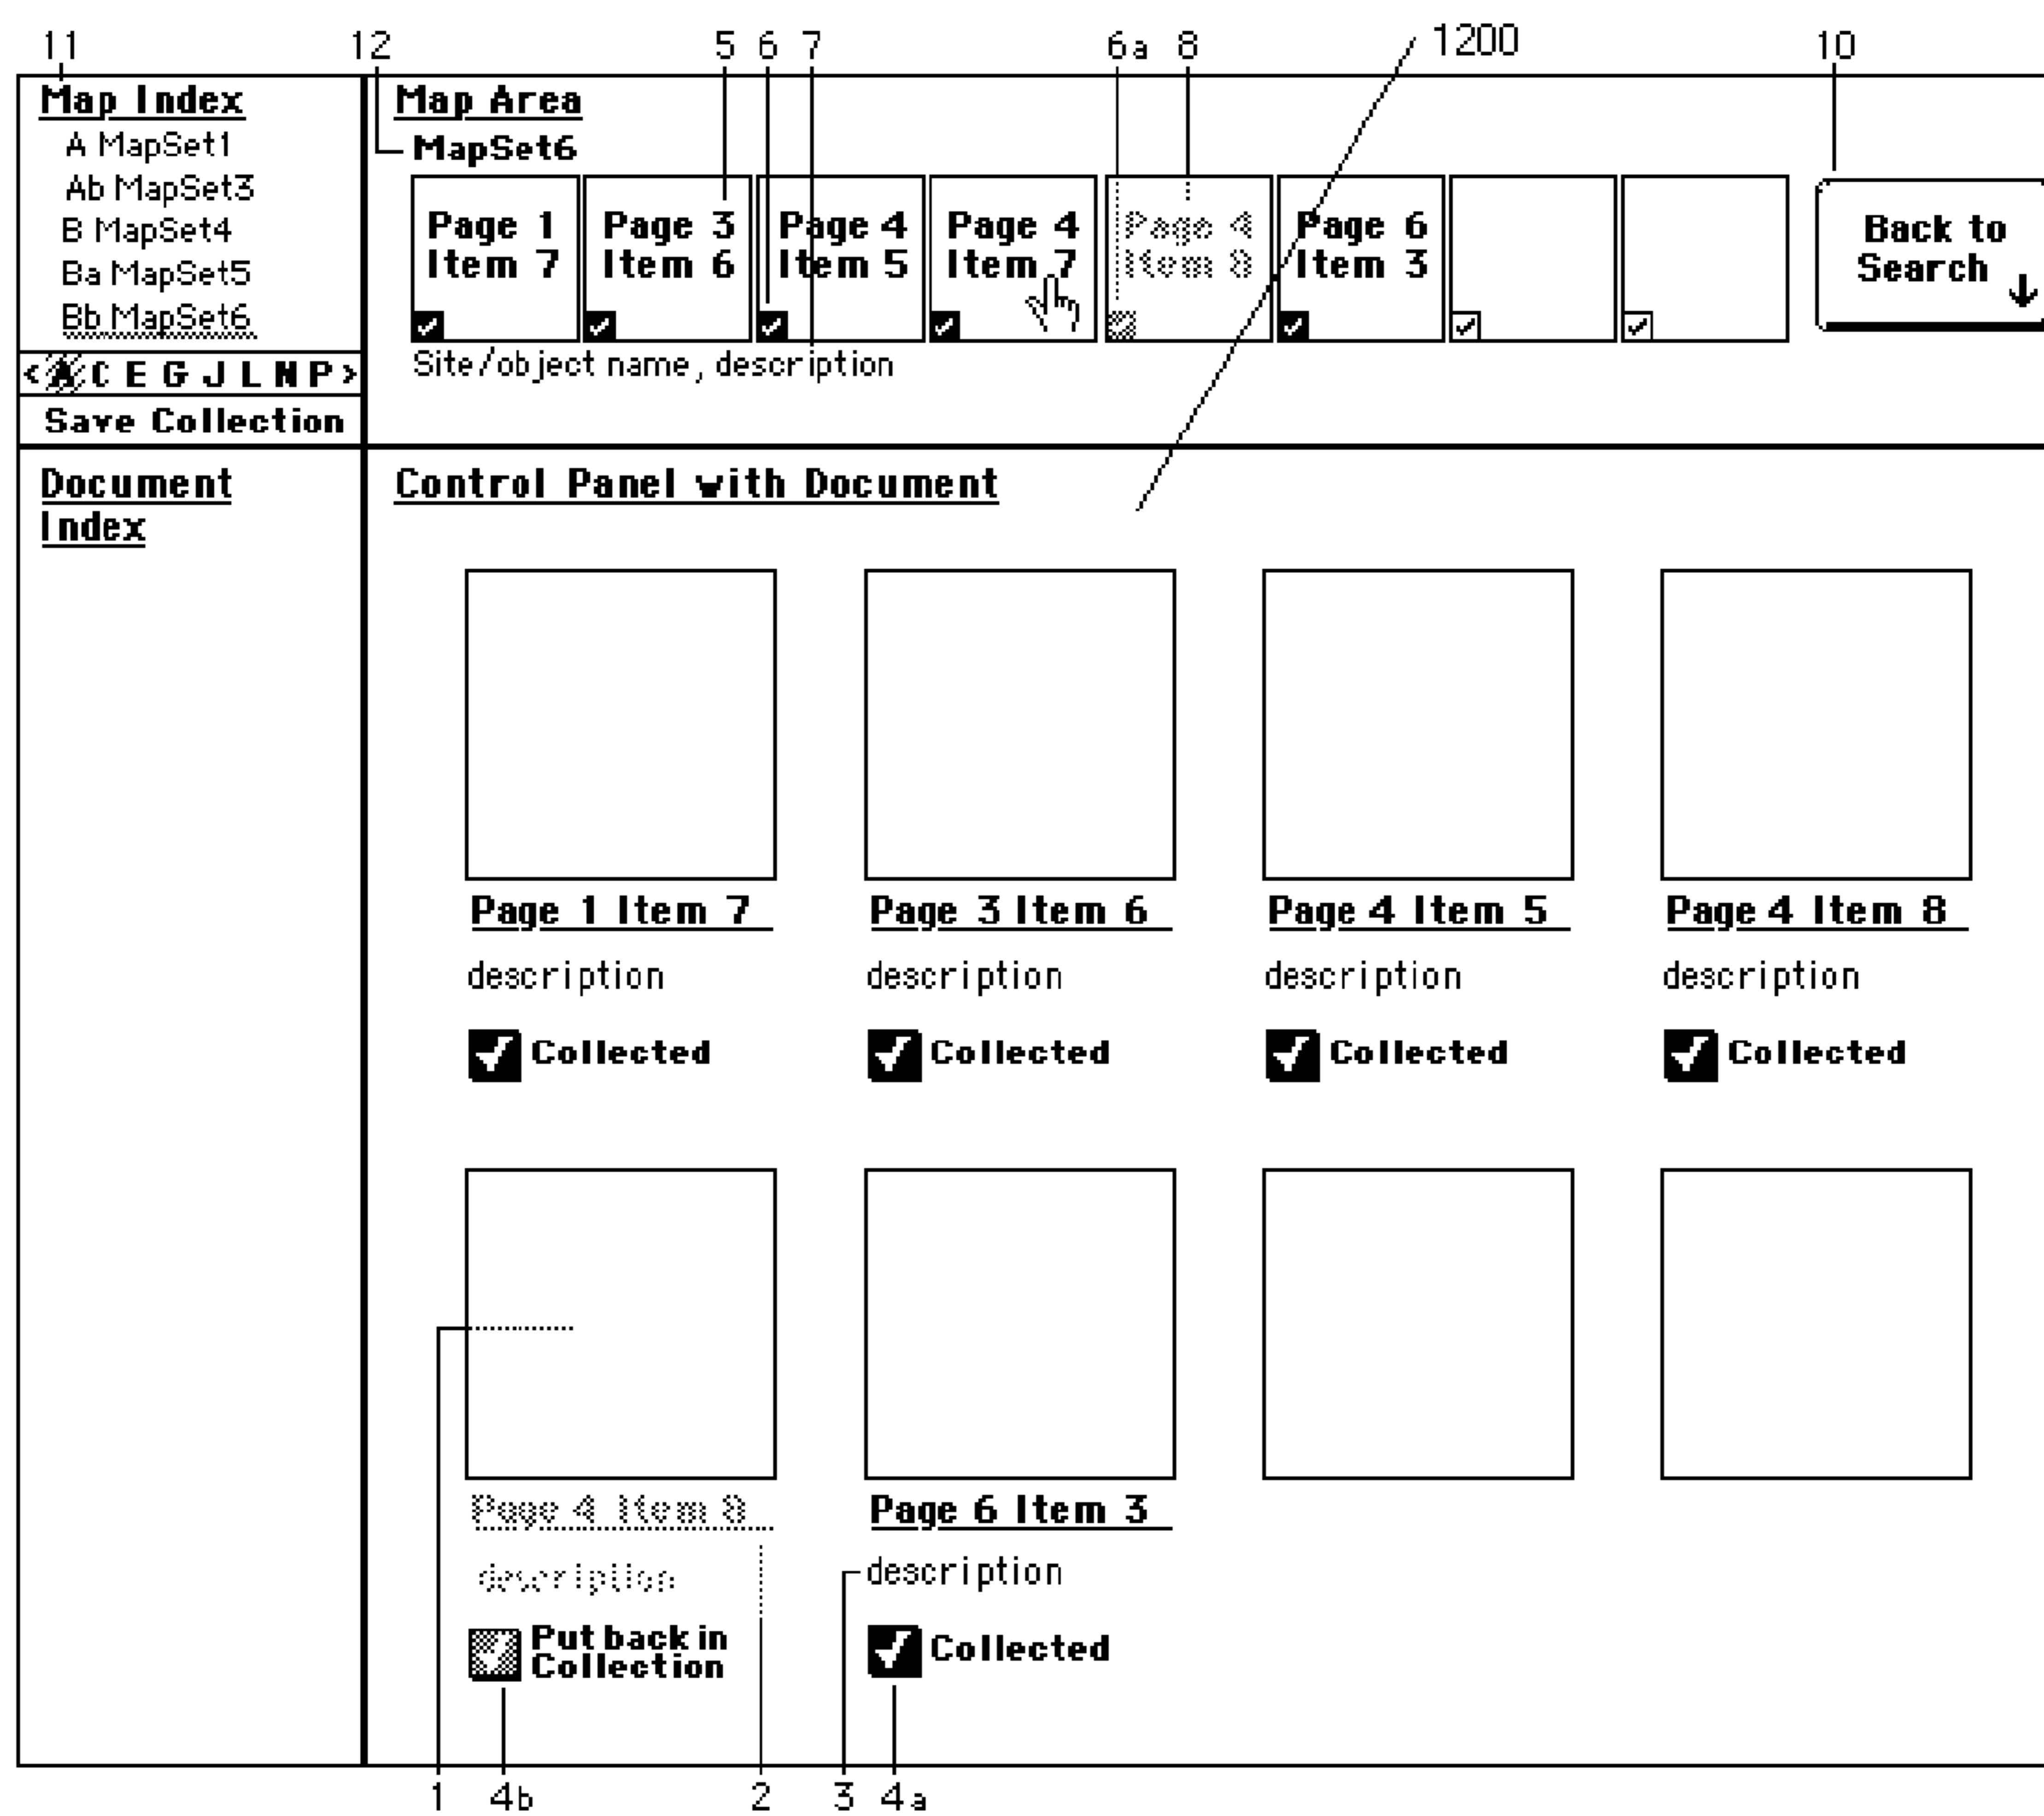 11 12 5 6 7 6a 8 1200 10
Map Index
A MapSet1
Ab MapSet3
B MapSet4
Ba MapSet5
Bb MapSet6
<A C E G J L N P>
Save Collection
Map Area
MapSet6
Page 1
Item 7
Page 3
Item 6
Page 4
Item 5
Page 4
Item 7
Page 4
Item 8
Page 6
Item 3
Back to
Search
Site/object name, description
Document
Index
Control Panel with Document
Page 1 Item 7
Page 3 Item 6
Page 4 Item 5
Page 4 Item 8
description
description
description
description
Collected
Collected
Collected
Collected
Page 4 Item 8
Page 6 Item 3
description
description
Put back in
Collection
Collected
1 4b 2 3 4a